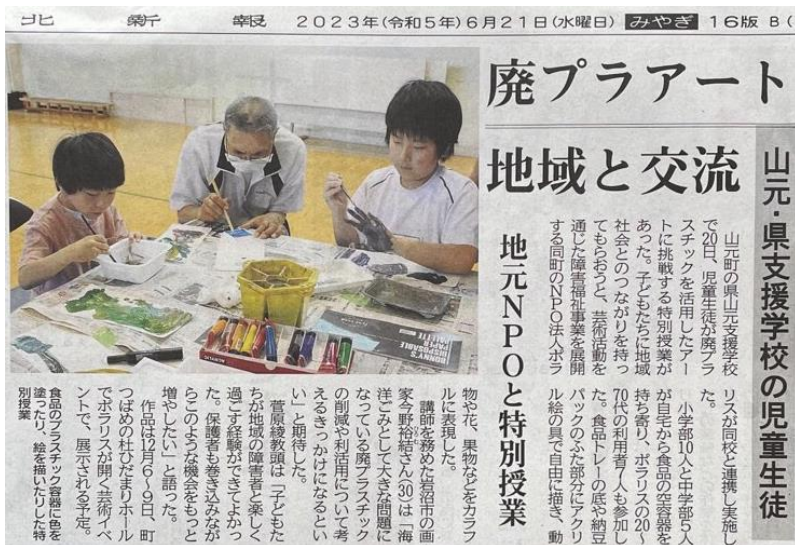 北新報 2023年(令和5年)6月21日(水曜日) みやぎ 16版 B(
廃プラアート
地域と交流
山元・県支援学校の児童生徒
地元NPOと特別授業
山元町の県山元支援学校
で20日、児童生徒が廃プラ
スチックを活用したアー
トに挑戦する特別授業が
あった。子どもたちに地域
社会とのつながりを持っ
てもらおうと、芸術活動を
通じた障害福祉事業を展開
する同町のNPO法人ポラ
リスが同校と連携し実施し
た。
小学部10人と中学部5人
が自宅から食品の空容器を
持ち寄り、ポラリスの20〜
70代の利用者7人も参加し
た。食品トレーの底や納豆
パックのふた部分にアクリ
ル絵の具で自由に描き、動
物や花、果物などをカラフ
ルに表現した。
講師を務めた岩沼市の画
家今野裕結さん(30)は「海
洋ごみとして大きな問題に
なっている廃プラスチック
の削減や利活用について考
えるきっかけになるとい
い」と期待した。
菅原綾教頭は「子どもた
ちが地域の障害者と楽しく
過ごす経験ができてよかっ
た。保護者も巻き込みなが
らこのような機会をもっと
増やしたい」と語った。
作品は12月6〜9日、町
つばめの杜ひだまりホール
でポラリスが開く芸術イベ
ントで、展示される予定。
食品のプラスチック容器に色を
塗ったり、絵を描いたりした特
別授業
BONNY'S
DISPOSABLE
PAPER
PALETTE